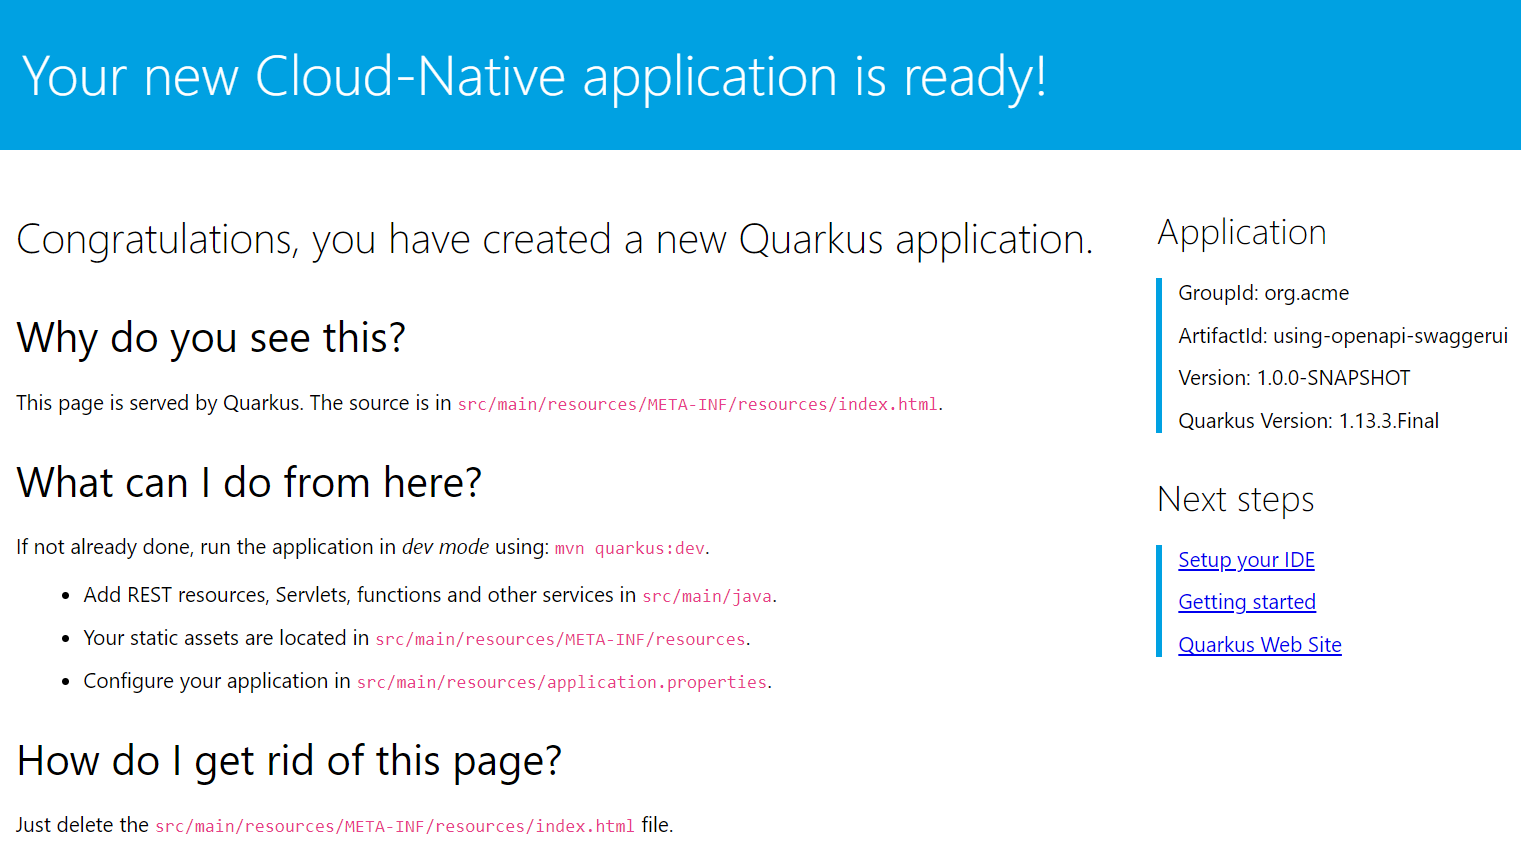 Your new Cloud-Native application is ready!
Congratulations, you have created a new Quarkus application.
Why do you see this?
This page is served by Quarkus. The source is in src/main/resources/META-INF/resources/index.html.
What can I do from here?
If not already done, run the application in dev mode using: mvn quarkus:dev.
• Add REST resources, Servlets, functions and other services in src/main/java.
• Your static assets are located in src/main/resources/META-INF/resources.
• Configure your application in src/main/resources/application.properties.
How do I get rid of this page?
Just delete the src/main/resources/META-INF/resources/index.html file.
Application
GroupId: org.acme
ArtifactId: using-openapi-swaggerui
Version: 1.0.0-SNAPSHOT
Quarkus Version: 1.13.3.Final
Next steps
Setup your IDE
Getting started
Quarkus Web Site